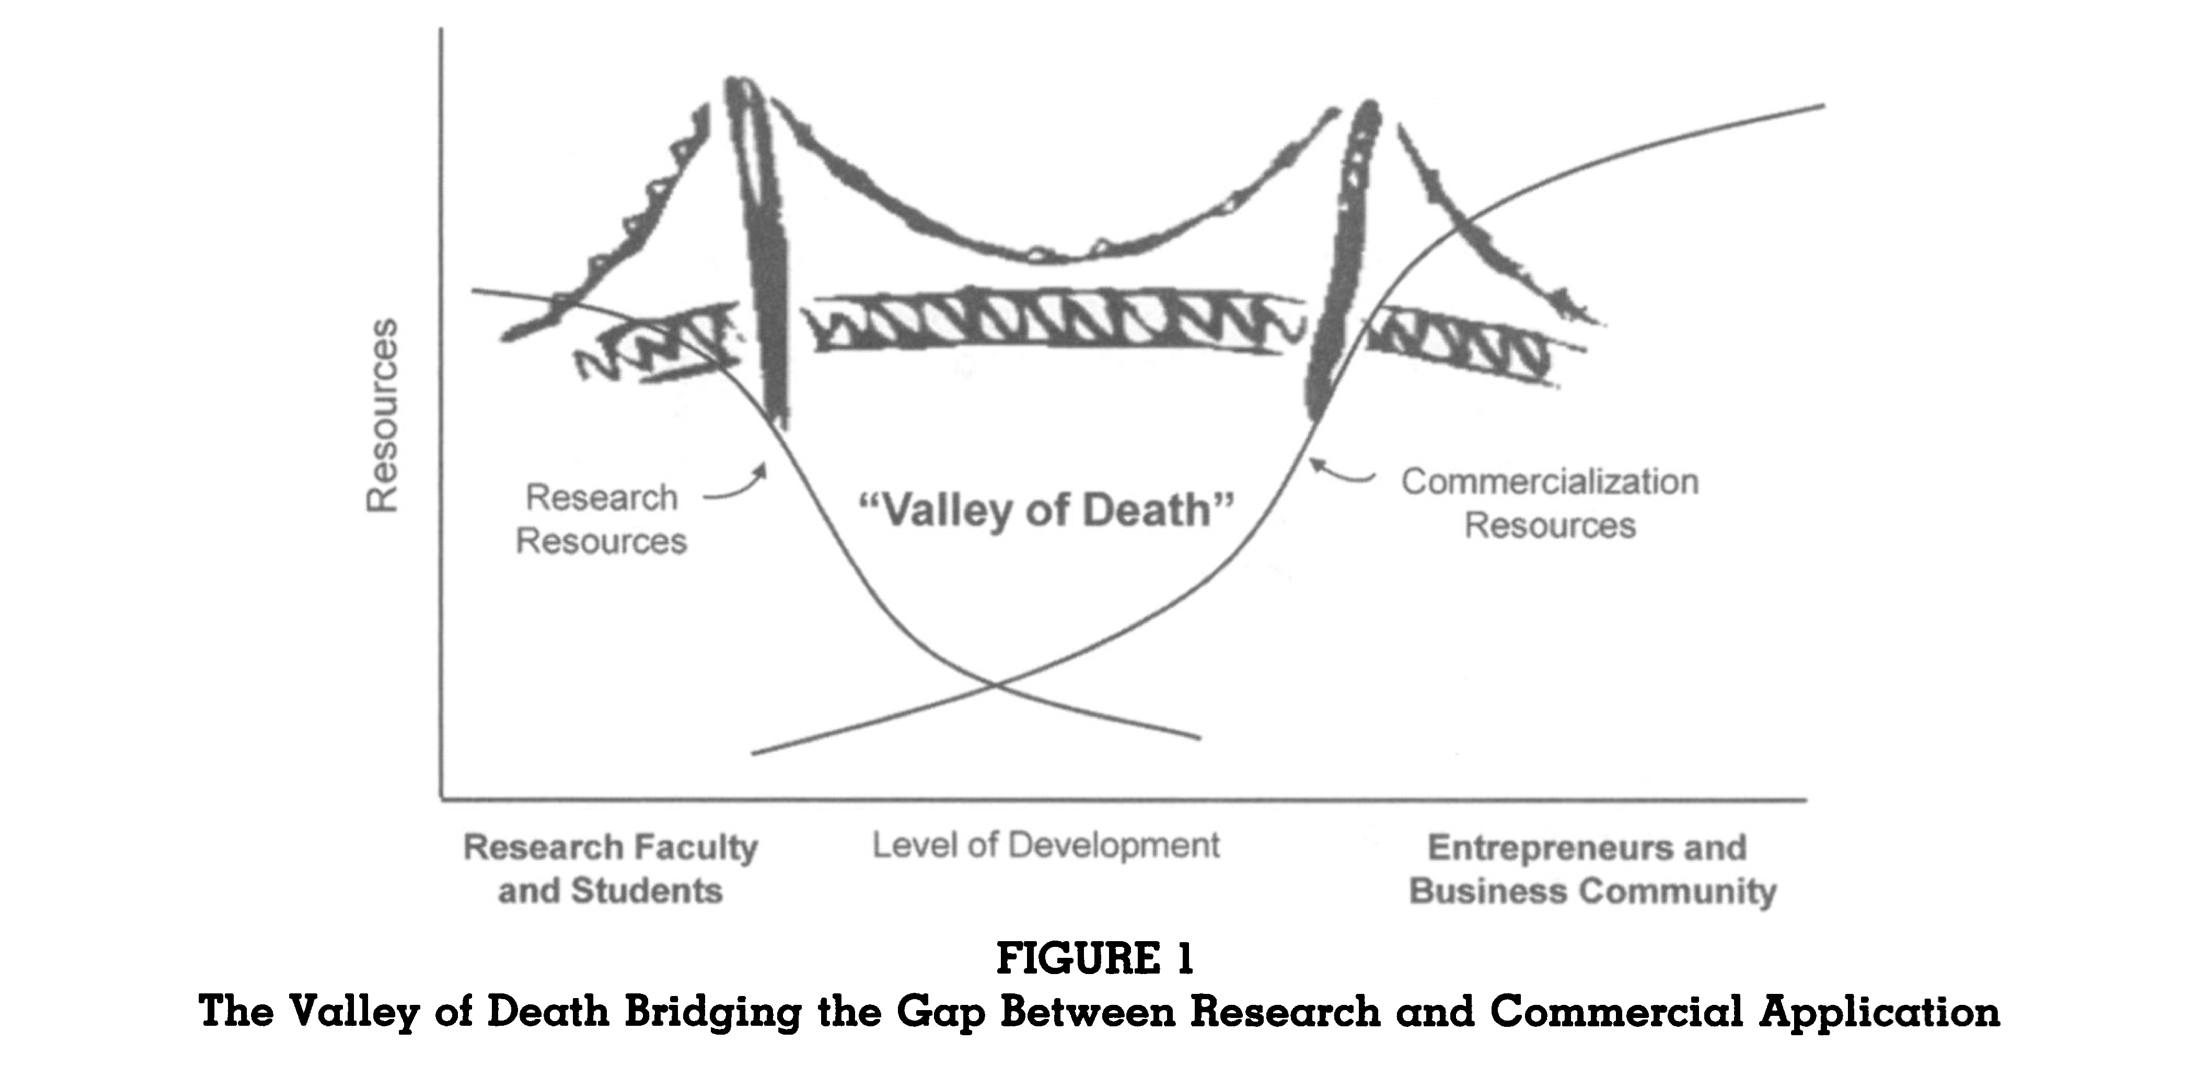 Resources
Research
Resources
“Valley of Death”
Commercialization
Resources
Research Faculty
and Students
Level of Development
Entrepreneurs and
Business Community
FIGURE 1
The Valley of Death Bridging the Gap Between Research and Commercial Application